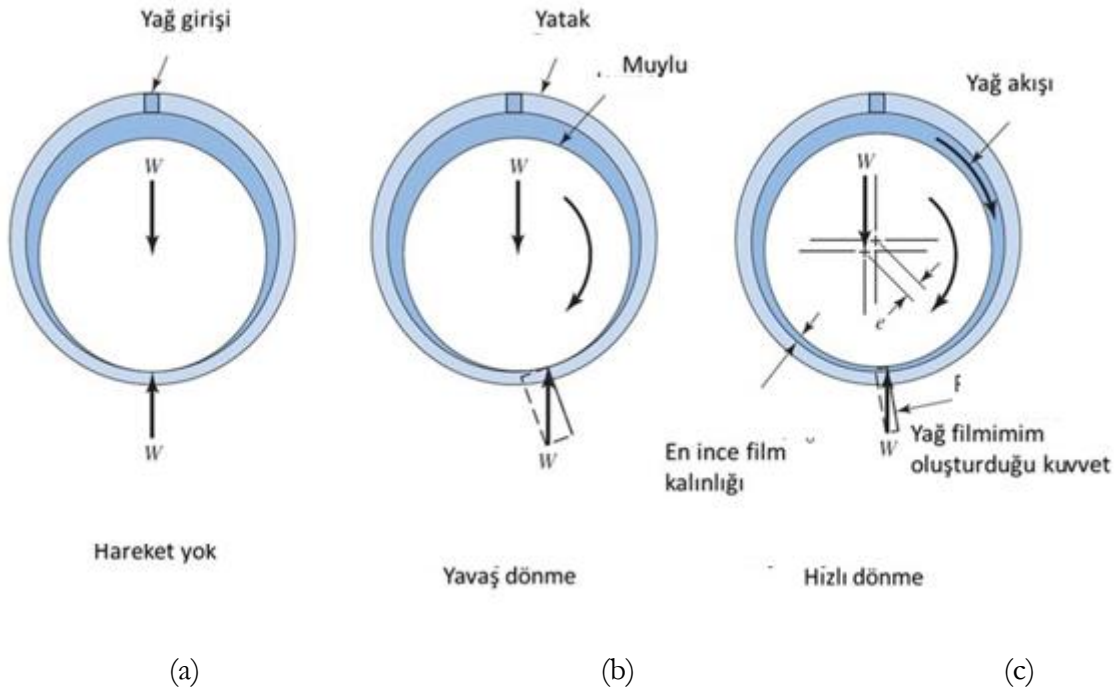 Yağ girişi
Yatak
Muylu
Yağ akışı
W
W
W
e
W
W
W
F
En ince film
kalınlığı
Yağ filmimim
oluşturduğu kuvvet
Hareket yok
Yavaş dönme
Hızlı dönme
(a)
(b)
(c)